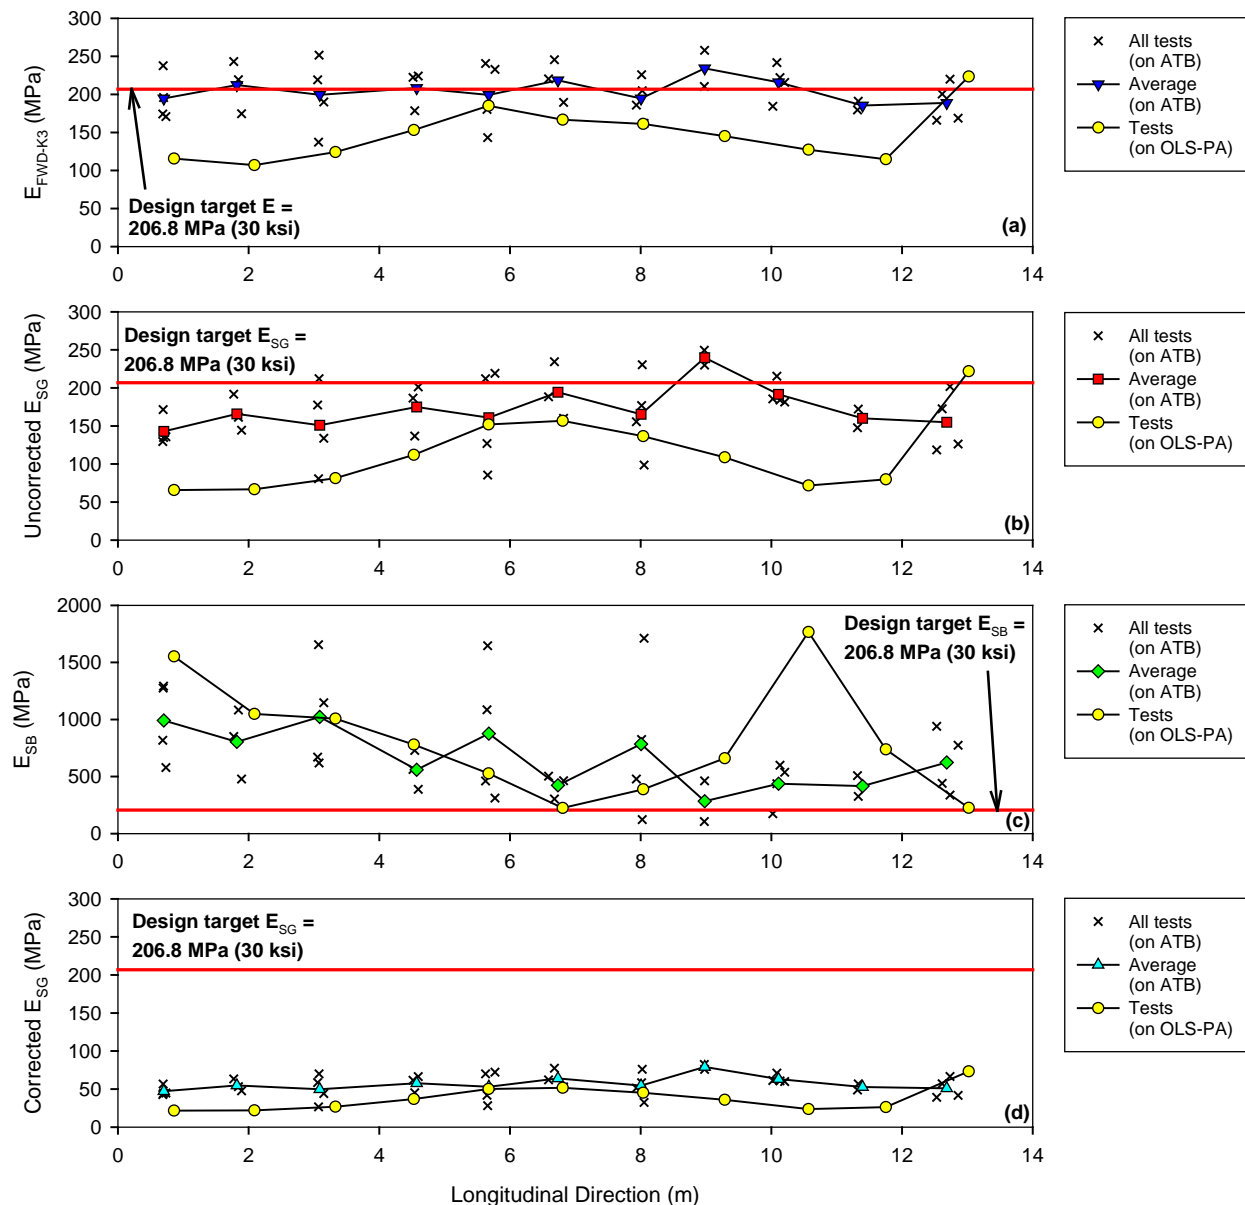 300
250
200
150
100
50
0
E_FWD-K3 (MPa)
Design target E =
206.8 MPa (30 ksi)
(a)
0 2 4 6 8 10 12 14
All tests
(on ATB)
Average
(on ATB)
Tests
(on OLS-PA)
300
250
200
150
100
50
0
Uncorrected E_SG (MPa)
Design target E_SG =
206.8 MPa (30 ksi)
(b)
0 2 4 6 8 10 12 14
All tests
(on ATB)
Average
(on ATB)
Tests
(on OLS-PA)
2000
1500
1000
500
0
E_SB (MPa)
Design target E_SB =
206.8 MPa (30 ksi)
(c)
0 2 4 6 8 10 12 14
All tests
(on ATB)
Average
(on ATB)
Tests
(on OLS-PA)
300
250
200
150
100
50
0
Corrected E_SG (MPa)
Design target E_SG =
206.8 MPa (30 ksi)
(d)
0 2 4 6 8 10 12 14
All tests
(on ATB)
Average
(on ATB)
Tests
(on OLS-PA)
Longitudinal Direction (m)